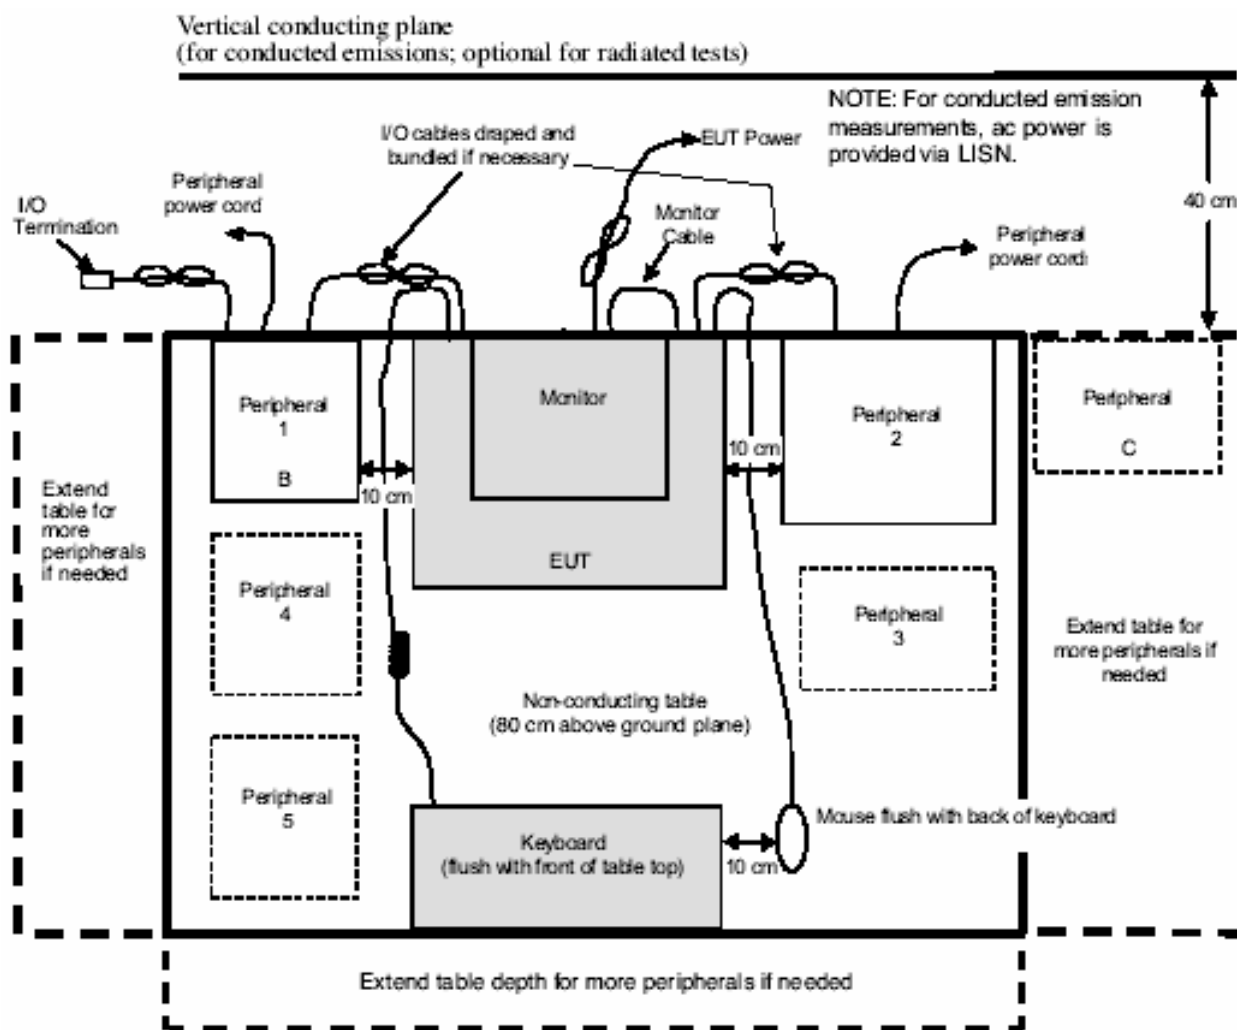 Vertical conducting plane
(for conducted emissions; optional for radiated tests)
NOTE: For conducted emission
measurements, ac power is
provided via LISN.
I/O cables draped and
bundled if necessary
EUT Power
40 cm
Peripheral
power cord
I/O
Termination
Monitor
Cable
Peripheral
power cord
Peripheral
1
B
Monitor
Peripheral
2
Peripheral
C
10 cm
10 cm
EUT
Extend
table for
more
peripherals
if needed
Peripheral
4
Peripheral
3
Extend table for
more peripherals if
needed
Non-conducting table
(80 cm above ground plane)
Peripheral
5
Mouse flush with back of keyboard
Keyboard
(flush with front of table top)
10 cm
Extend table depth for more peripherals if needed